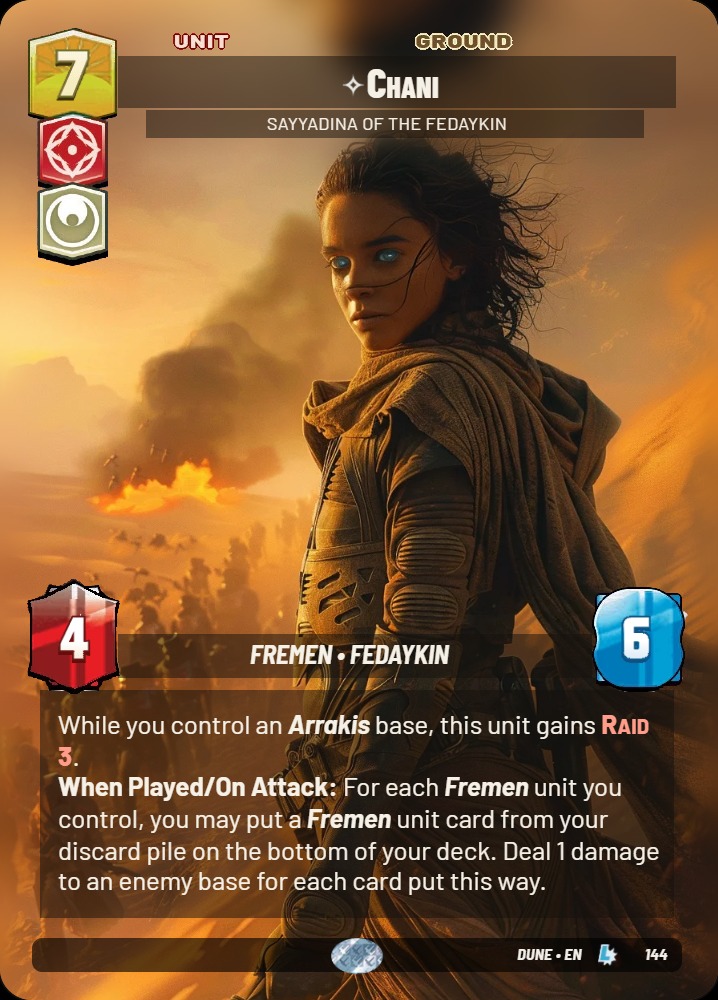 UNIT
GROUND
7
CHANI
SAYYADINA OF THE FEDAYKIN
4
6
FREMEN • FEDAYKIN
While you control an Arrakis base, this unit gains RAID
3.
When Played/On Attack: For each Fremen unit you
control, you may put a Fremen unit card from your
discard pile on the bottom of your deck. Deal 1 damage
to an enemy base for each card put this way.
DUNE • EN L 144